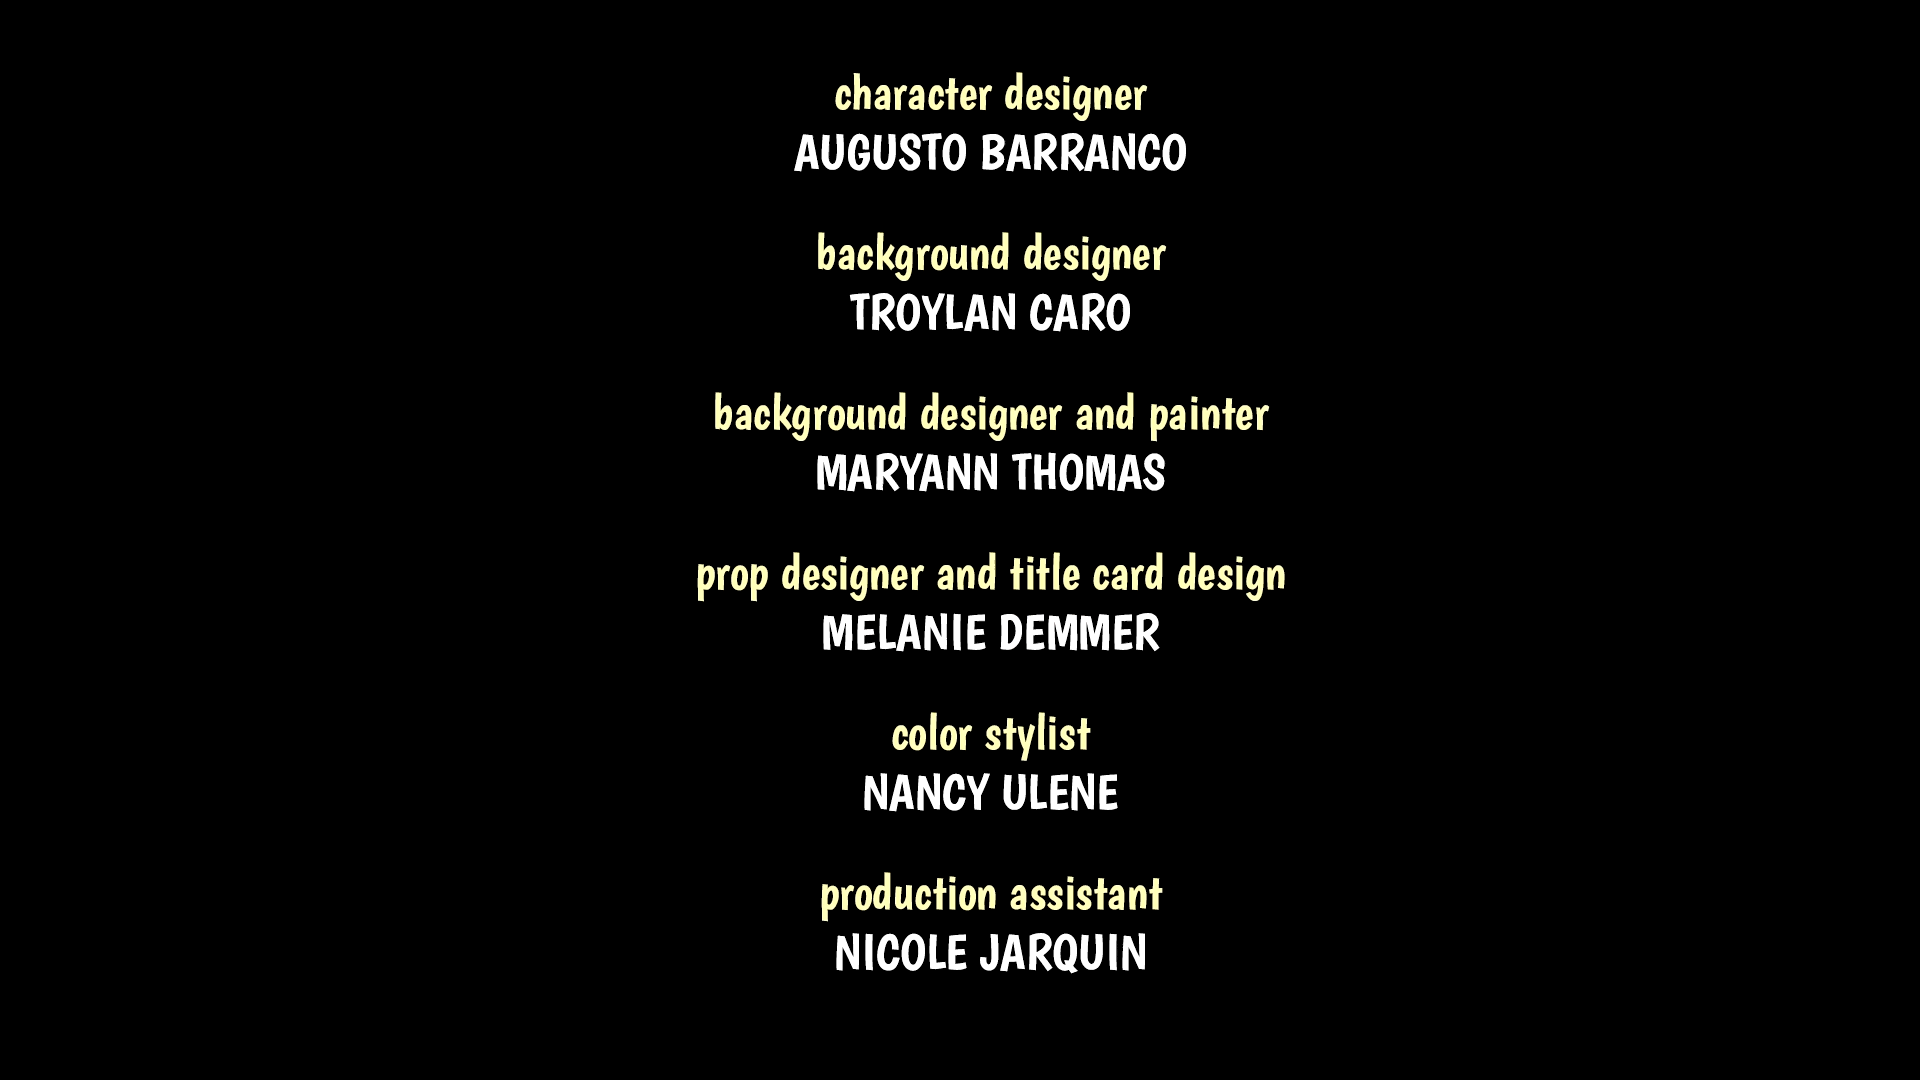 character designer
AUGUSTO BARRANCO
background designer
TROYLAN CARO
background designer and painter
MARYANN THOMAS
prop designer and title card design
MELANIE DEMMER
color stylist
NANCY ULENE
production assistant
NICOLE JARQUIN